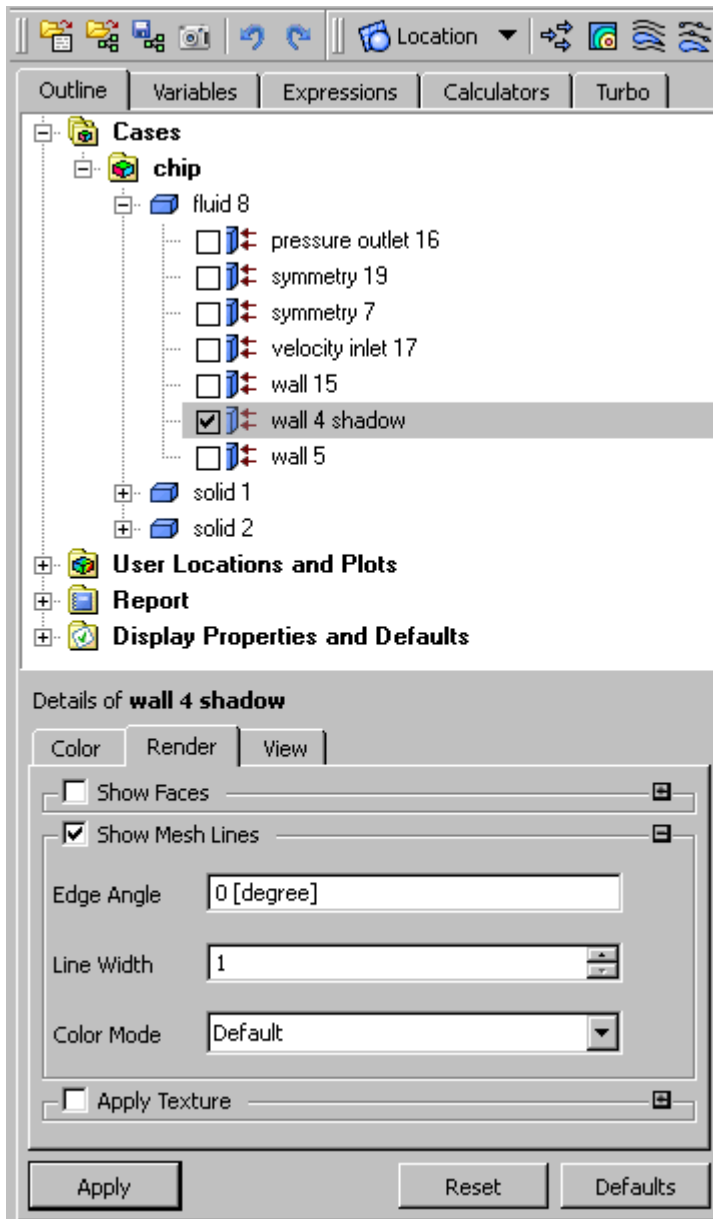 Location
Outline Variables Expressions Calculators Turbo
Cases
chip
fluid 8
pressure outlet 16
symmetry 19
symmetry 7
velocity inlet 17
wall 15
wall 4 shadow
wall 5
solid 1
solid 2
User Locations and Plots
Report
Display Properties and Defaults
Details of wall 4 shadow
Color Render View
Show Faces
Show Mesh Lines
Edge Angle 0 [degree]
Line Width 1
Color Mode Default
Apply Texture
Apply Reset Defaults